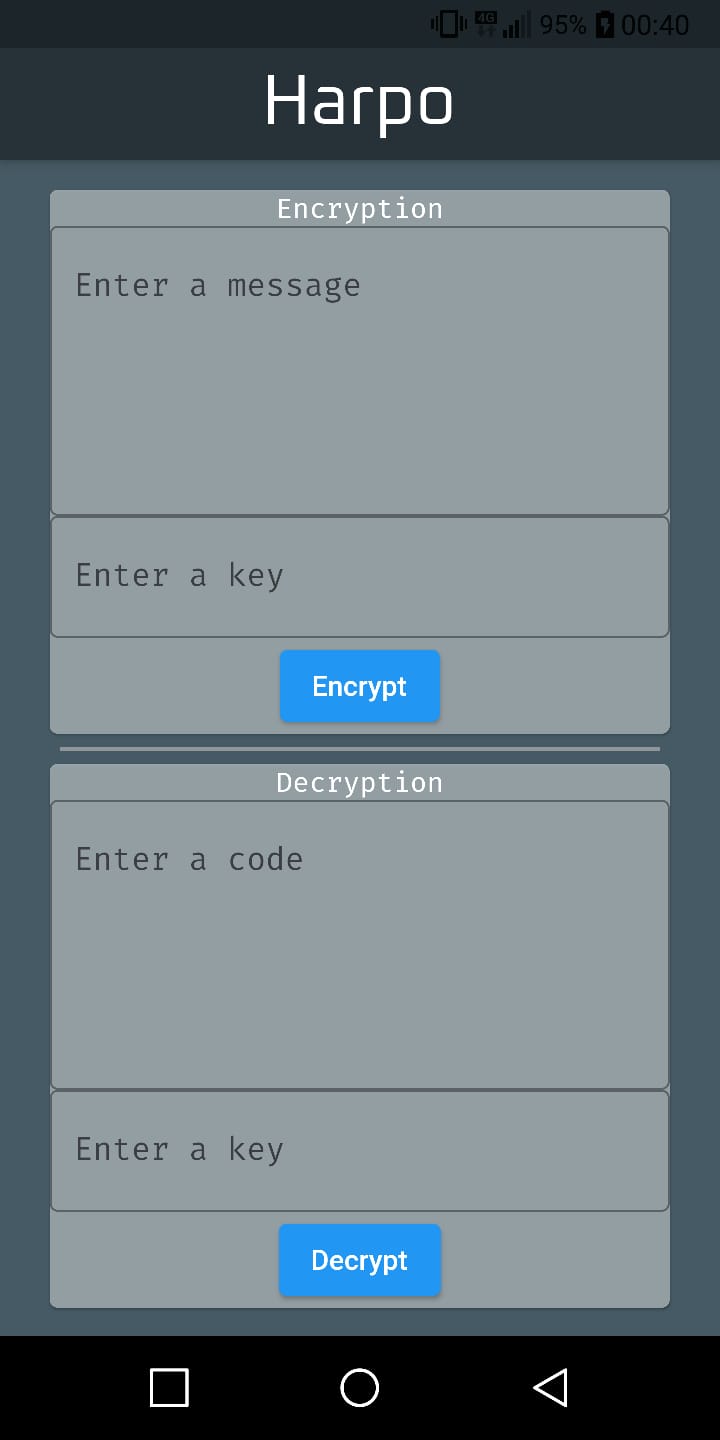 4G 95% 00:40
Harpo
Encryption
Enter a message
Enter a key
Encrypt
Decryption
Enter a code
Enter a key
Decrypt